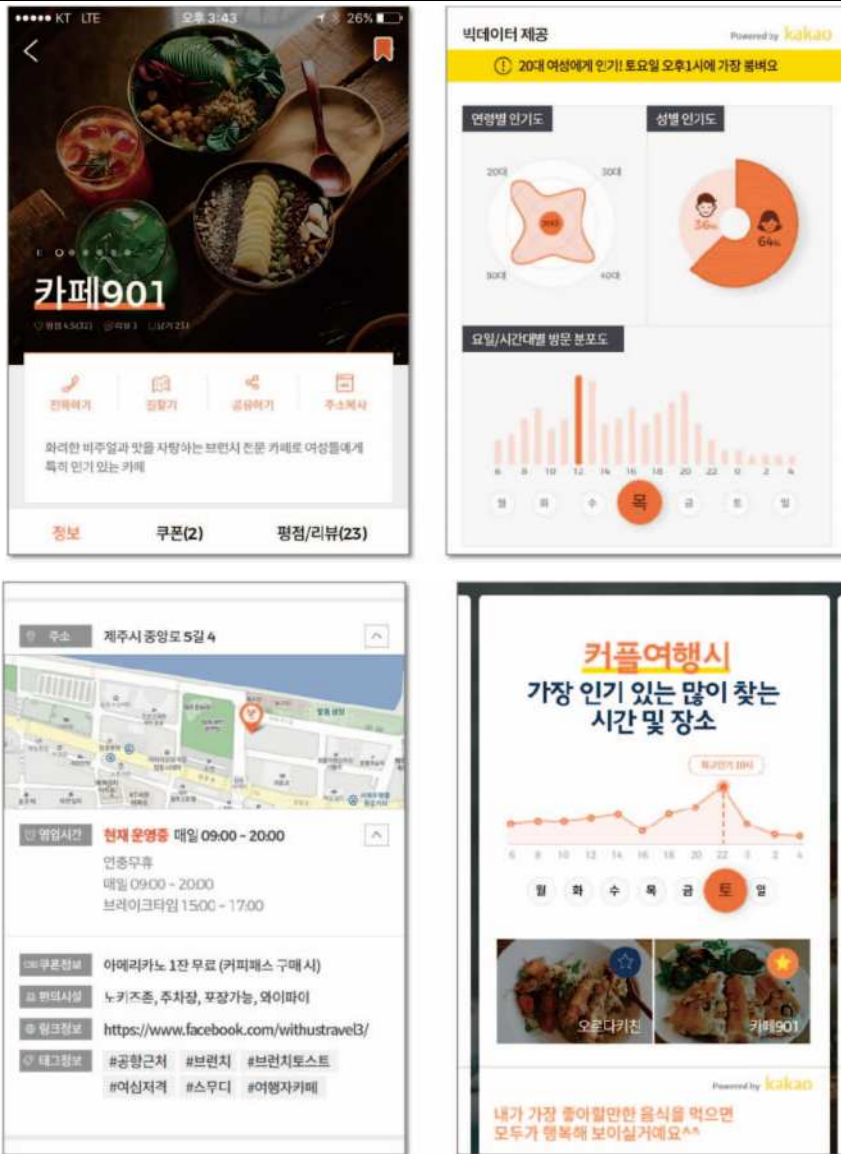 KT LTE 오후 3:43 26%
카페901
평점 4.5(32) 리뷰 3
전화하기 길찾기 공유하기 주소복사
화려한 비주얼과 맛을 자랑하는 브런치 전문 카페로 여성들에게
특히 인기 있는 카페
정보 쿠폰(2) 평점/리뷰(23)
빅데이터 제공 Powered by kakao
20대 여성에게 인기! 토요일 오후1시에 가장 붐벼요
연령별 인기도 성별 인기도
20대 30대
36% 64%
50대 40대
요일/시간대별 방문 분포도
6 8 10 12 14 16 18 20 22 0 2 4
월 화 수 목 금 토 일
주소 제주시 중앙로 5길 4
영업시간 현재 운영중 매일 09:00 ~ 20:00
연중무휴
매일 09:00 ~ 20:00
브레이크타임 15:00 ~ 17:00
쿠폰정보 아메리카노 1잔 무료 (커피패스 구매 시)
편의시설 노키즈존, 주차장, 포장가능, 와이파이
링크정보 https://www.facebook.com/withustravel3/
태그정보 #공항근처 #브런치 #브런치토스트
#여심저격 #스무디 #여행자카페
커플여행시
가장 인기 있는 많이 찾는
시간 및 장소
6 8 10 12 14 16 18 20 22 0 2 4
월 화 수 목 금 토 일
오르다키친 카페901
Powered by kakao
내가 가장 좋아할만한 음식을 먹으면
모두가 행복해 보이실거예요^^